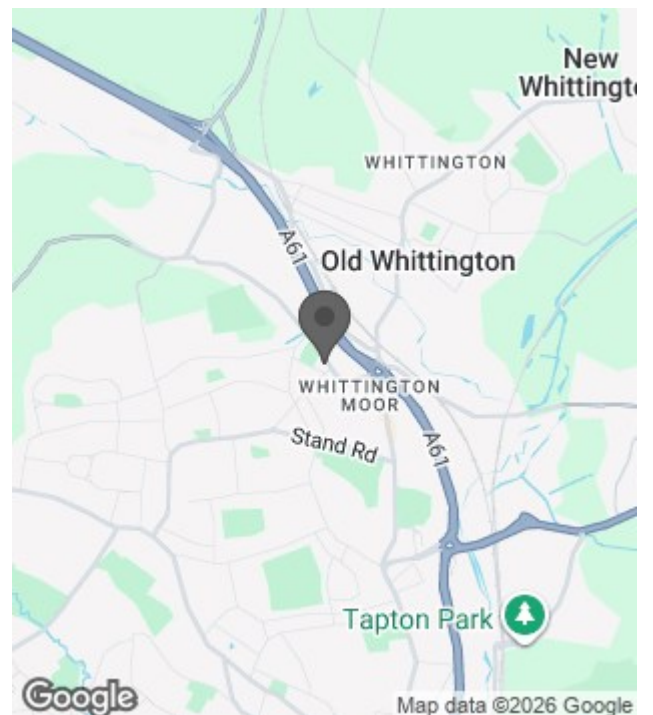 New
Whittingt
WHITTINGTON
A61
Old Whittington
WHITTINGTON
MOOR
Stand Rd
A61
Tapton Park
Google
Map data ©2026 Google